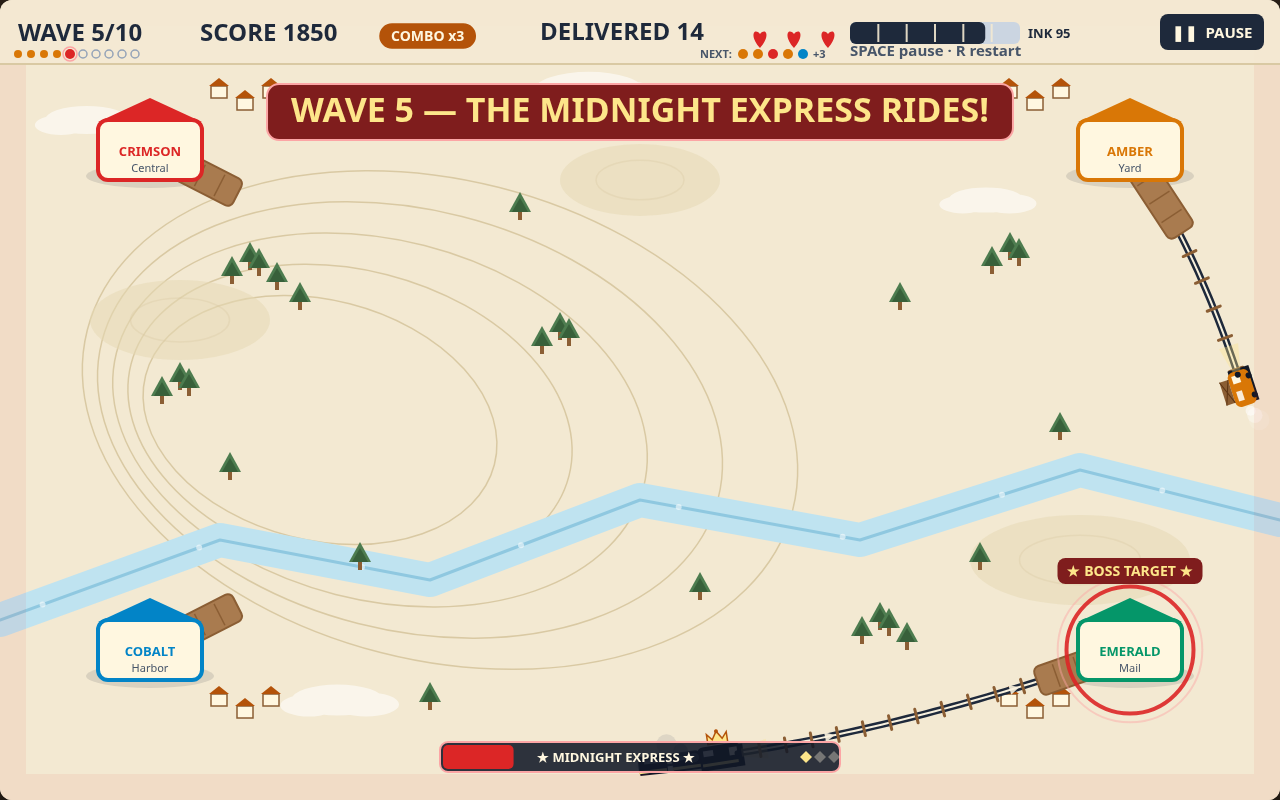 WAVE 5/10
SCORE 1850
COMBO x3
DELIVERED 14
NEXT:
+3
INK 95
SPACE pause · R restart
❚❚ PAUSE
WAVE 5 — THE MIDNIGHT EXPRESS RIDES!
CRIMSON
Central
AMBER
Yard
★ BOSS TARGET ★
COBALT
Harbor
EMERALD
Mail
★ MIDNIGHT EXPRESS ★